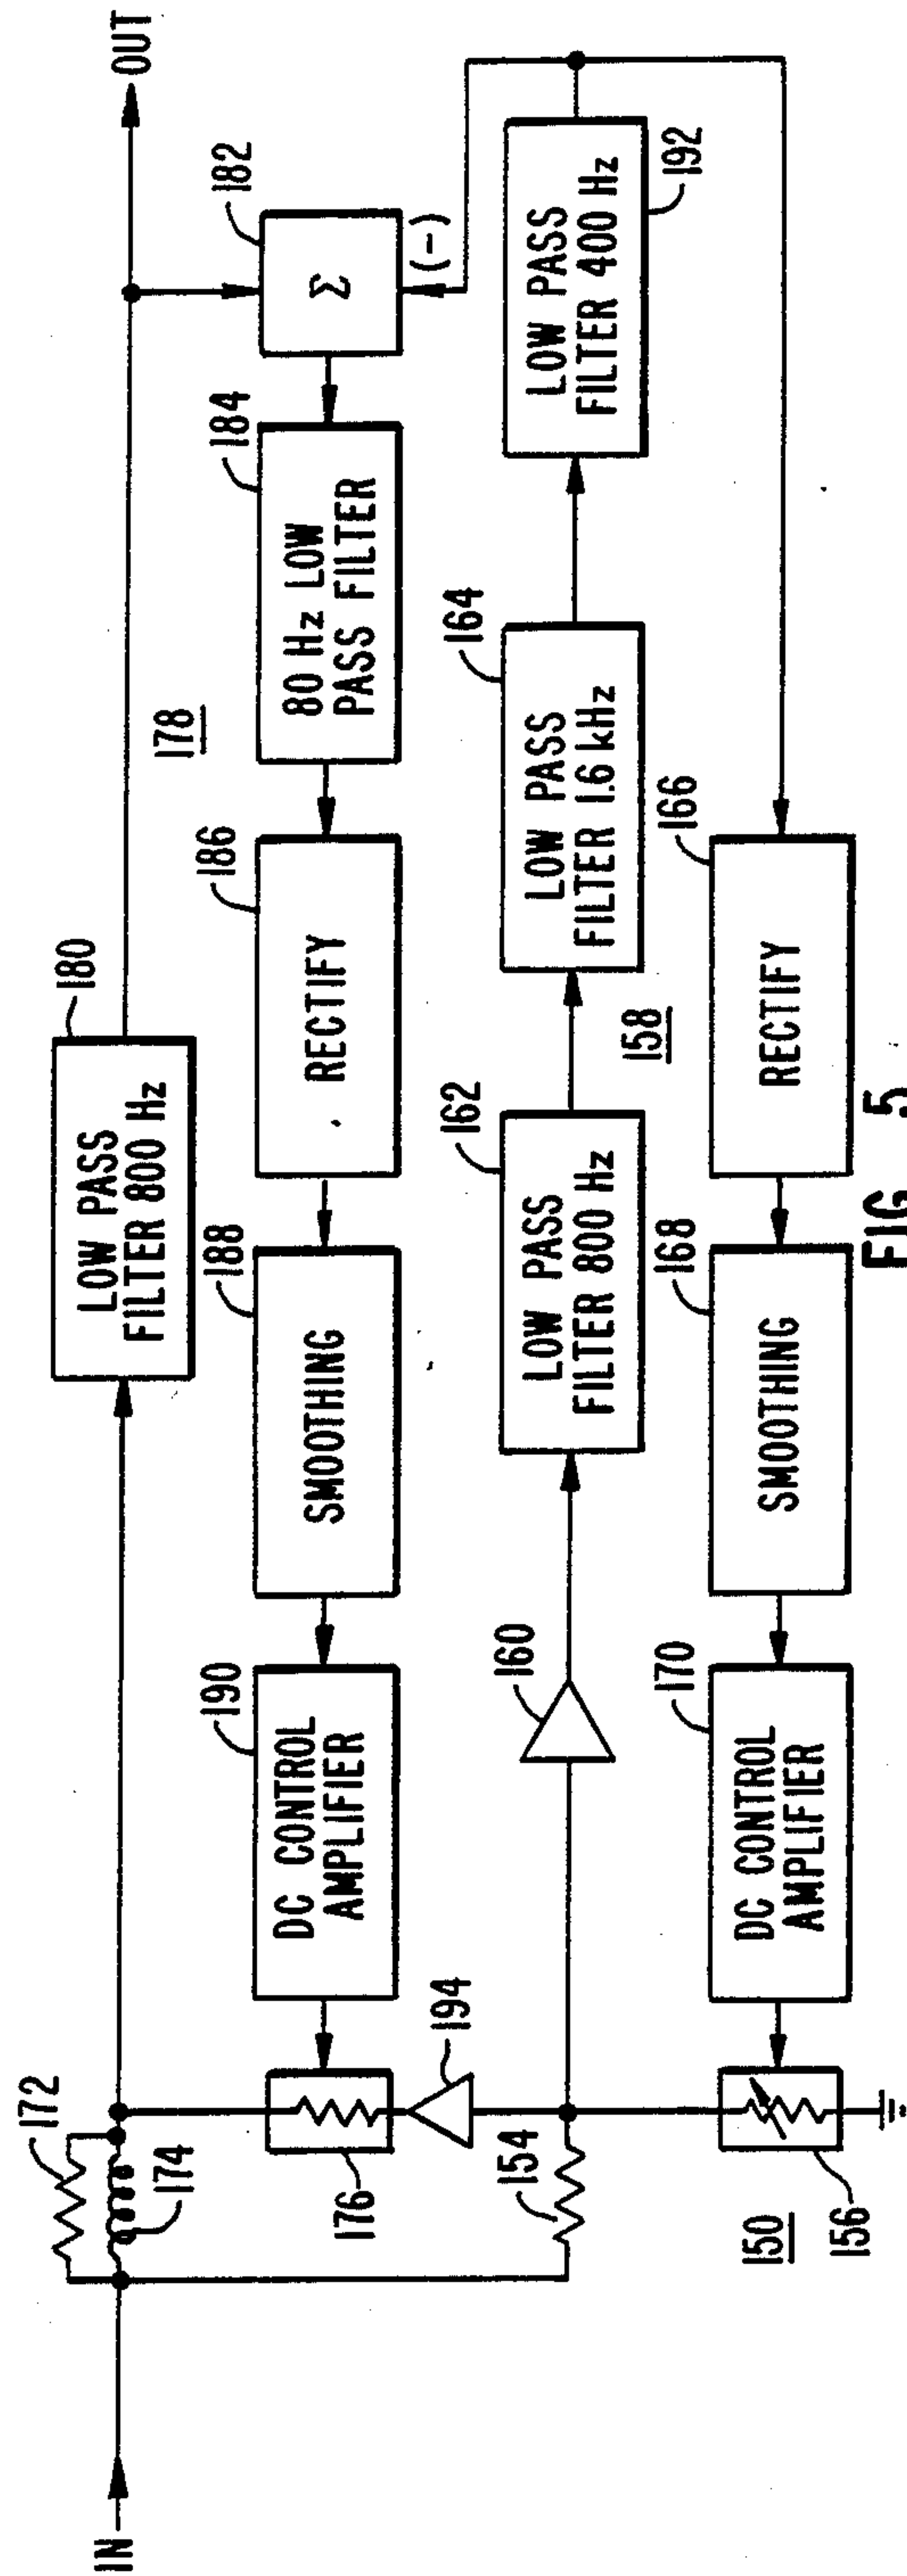 IN
172
174
LOW PASS
FILTER 800 Hz
180
OUT
178
190
DC CONTROL
AMPLIFIER
188
SMOOTHING
186
RECTIFY
184
80 Hz LOW
PASS FILTER
182
Σ
(-)
176
194
154
160
162
LOW PASS
FILTER 800 Hz
158
164
LOW PASS
FILTER 1.6 kHz
LOW PASS
FILTER 400 Hz
192
150
156
170
DC CONTROL
AMPLIFIER
168
SMOOTHING
166
RECTIFY
FIG. 5